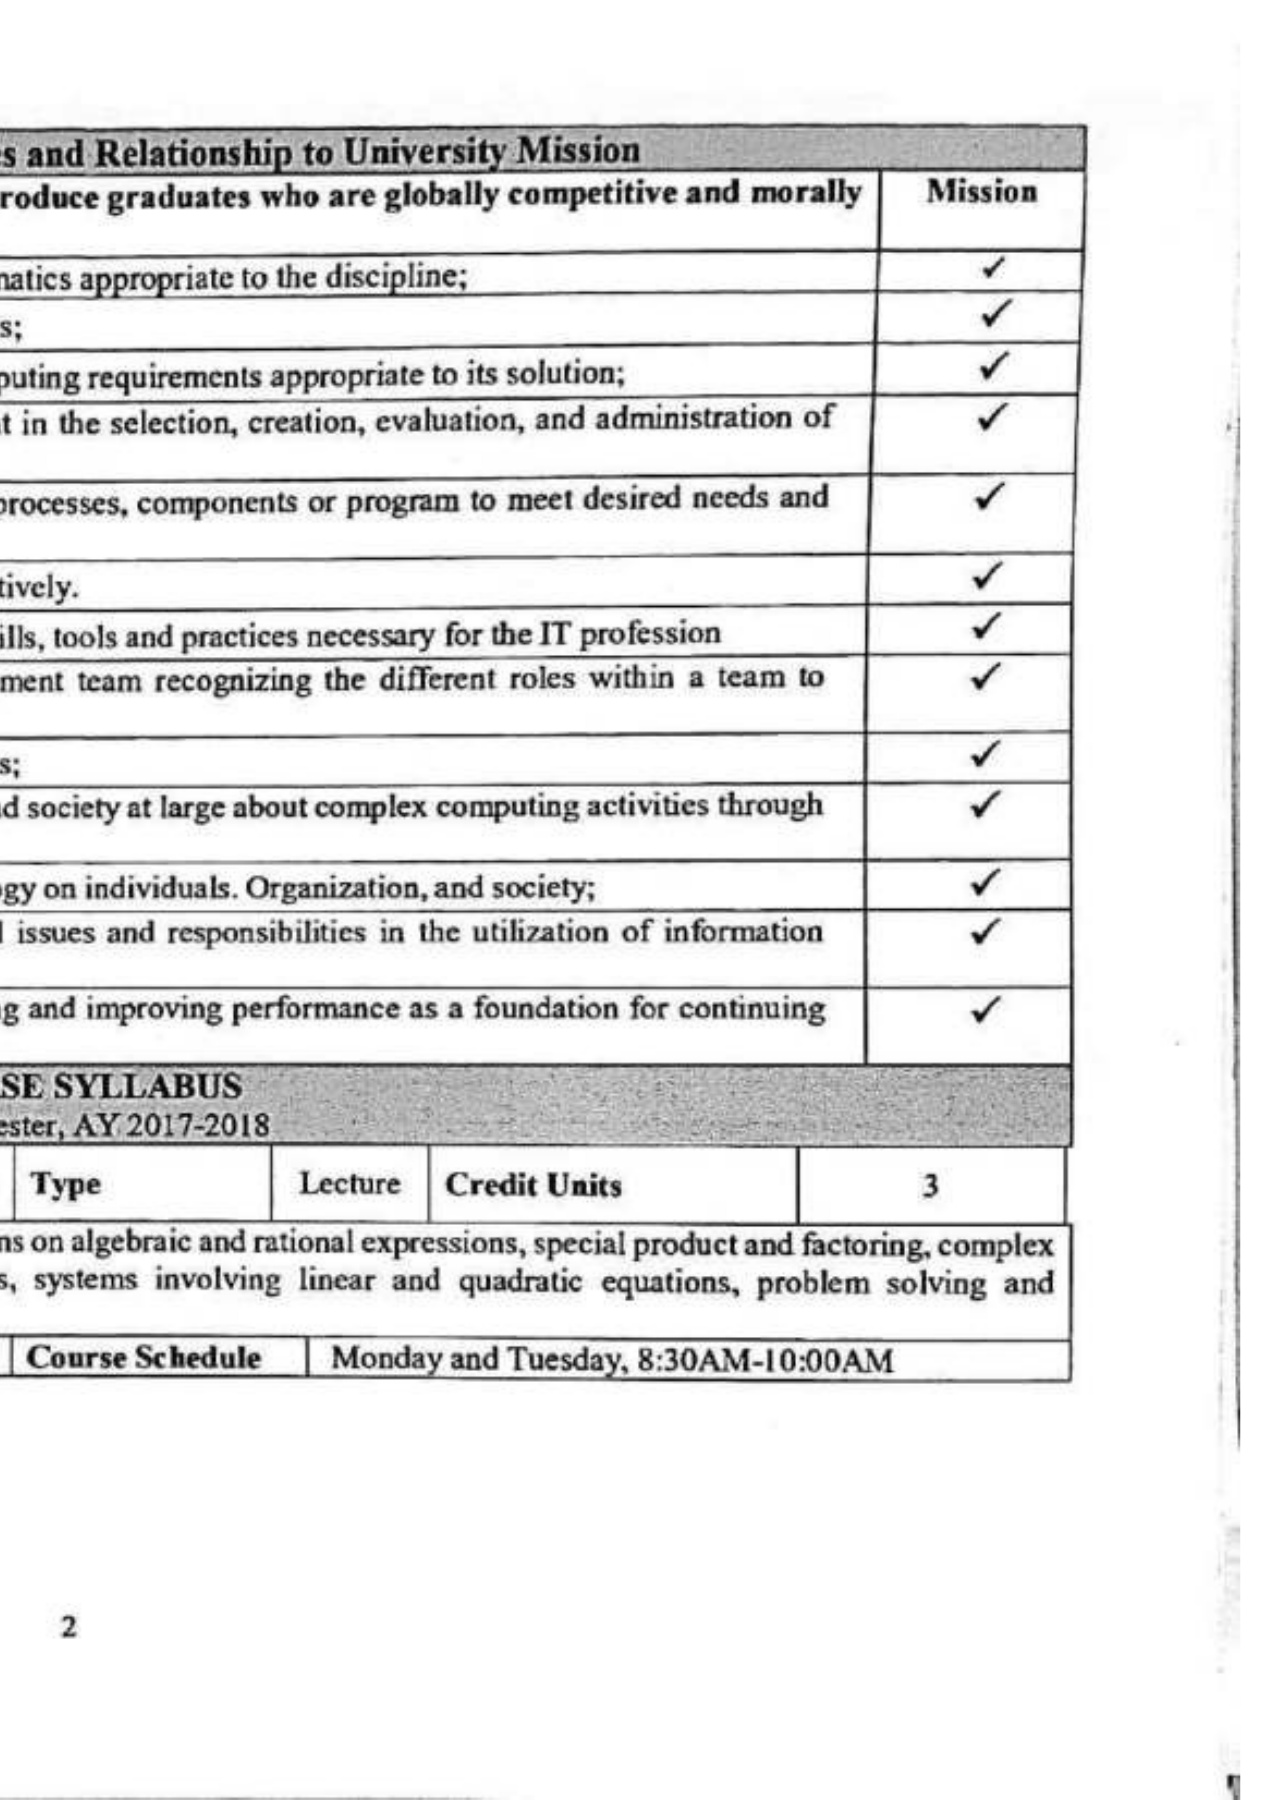 s and Relationship to University Mission
roduce graduates who are globally competitive and morally Mission
natics appropriate to the discipline; ✓
s; ✓
puting requirements appropriate to its solution; ✓
t in the selection, creation, evaluation, and administration of ✓
processes, components or program to meet desired needs and ✓
tively. ✓
ills, tools and practices necessary for the IT profession ✓
ment team recognizing the different roles within a team to ✓
s; ✓
d society at large about complex computing activities through ✓
gy on individuals. Organization, and society; ✓
l issues and responsibilities in the utilization of information ✓
g and improving performance as a foundation for continuing ✓
SE SYLLABUS
ester, AY 2017-2018
Type Lecture Credit Units 3
ns on algebraic and rational expressions, special product and factoring, complex
s, systems involving linear and quadratic equations, problem solving and
Course Schedule Monday and Tuesday, 8:30AM-10:00AM
2